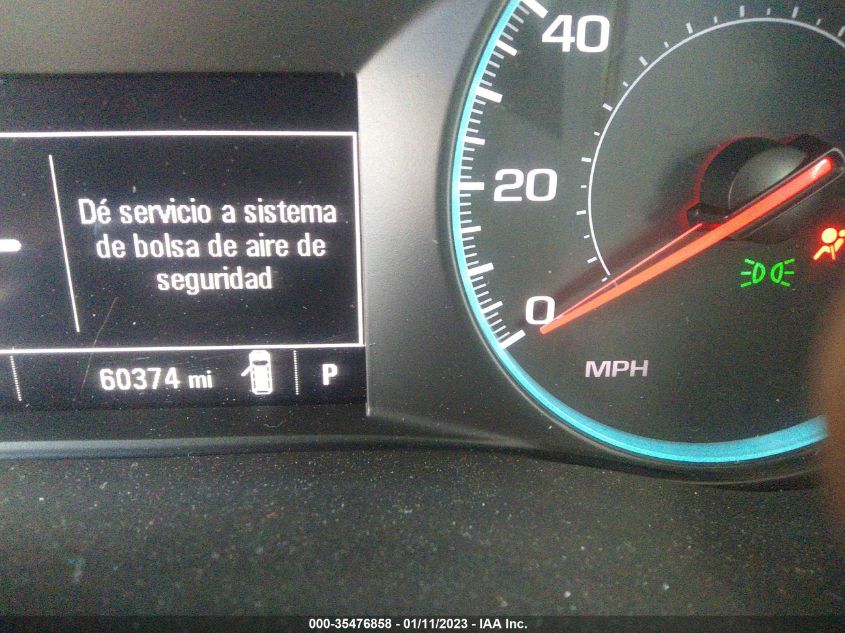 40
20
0
MPH
Dé servicio a sistema
de bolsa de aire de
seguridad
60374 mi
P
000-35476858 - 01/11/2023 - IAA Inc.